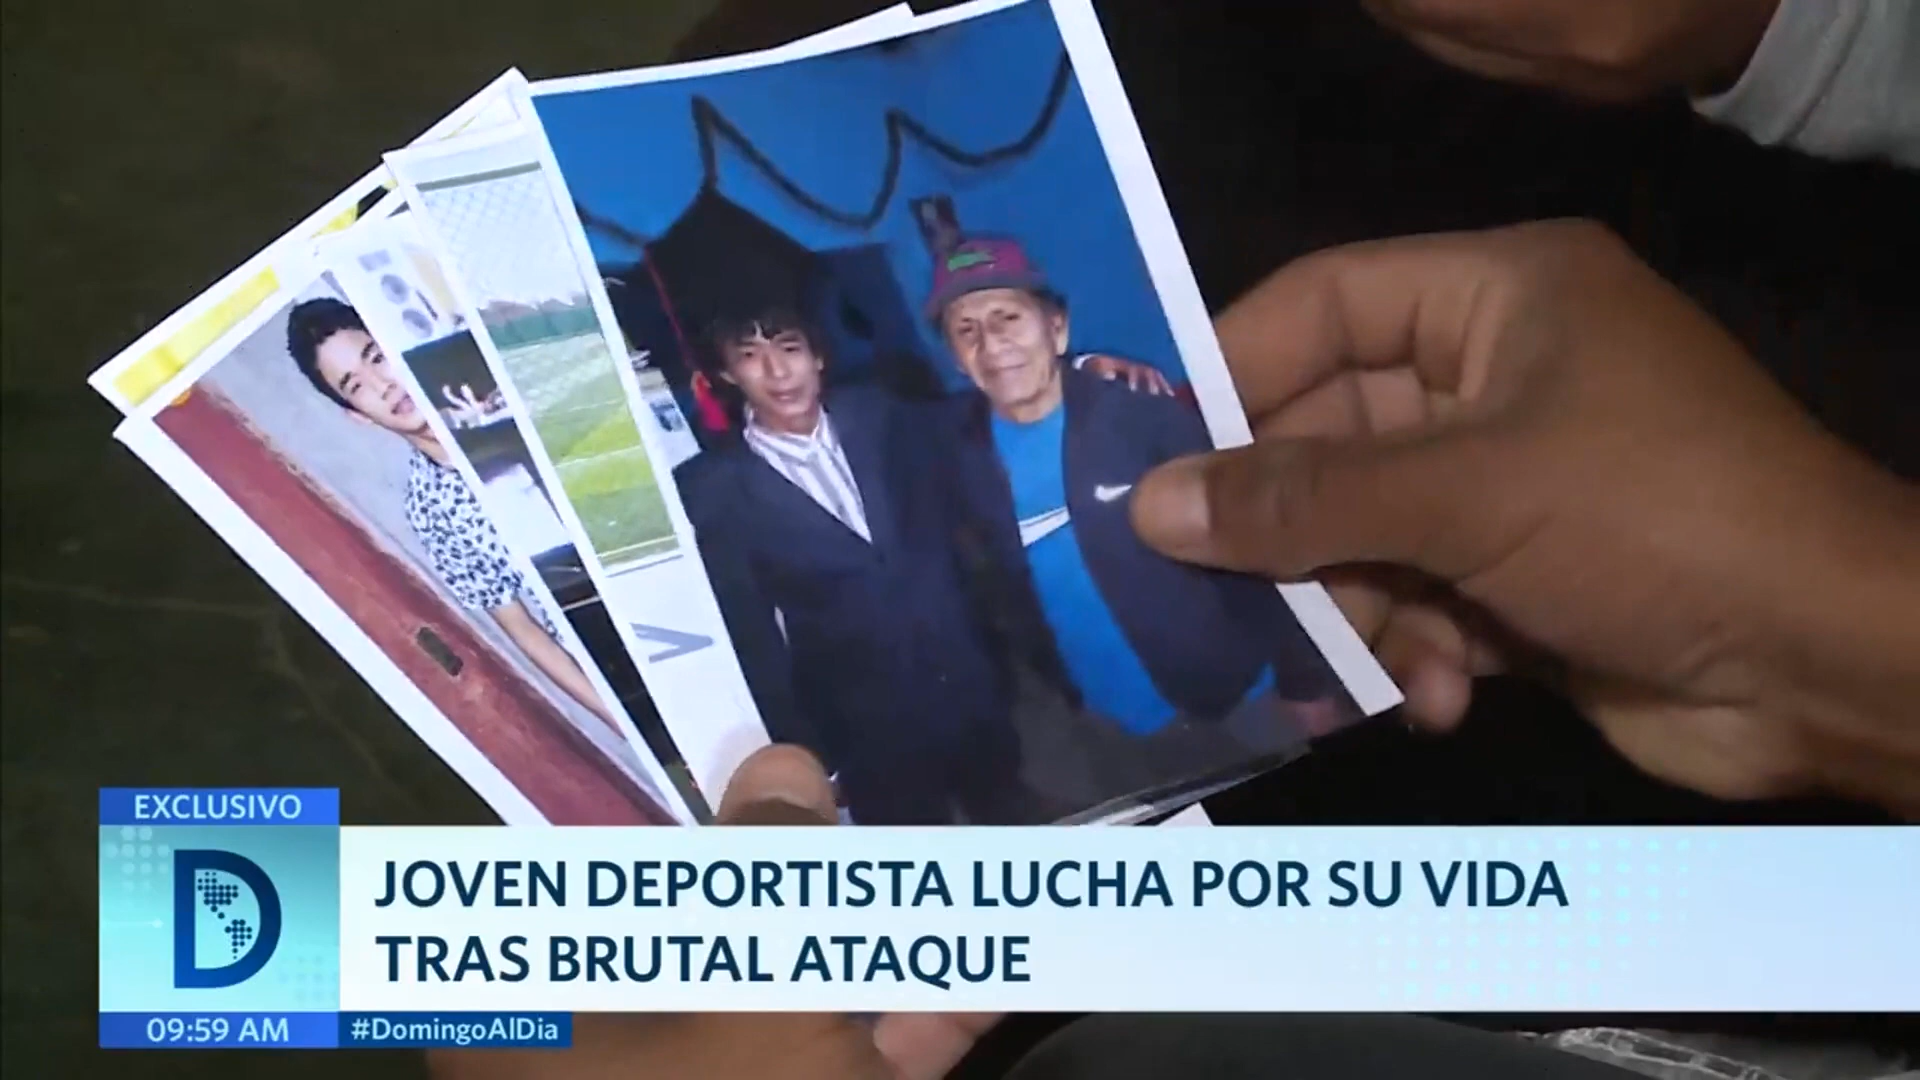 EXCLUSIVO
D
JOVEN DEPORTISTA LUCHA POR SU VIDA
TRAS BRUTAL ATAQUE
09:59 AM
#DomingoAlDia